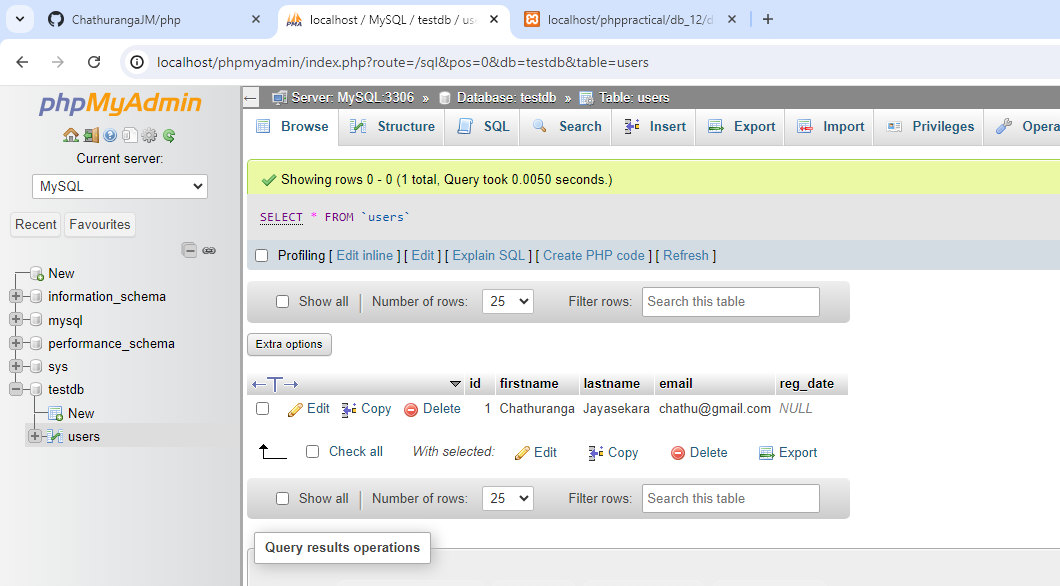 ChathurangaJM/php
localhost / MySQL / testdb / use
localhost/phppractical/db_12/d
localhost/phpmyadmin/index.php?route=/sql&pos=0&db=testdb&table=users
phpMyAdmin
Current server:
MySQL
Recent Favourites
New
information_schema
mysql
performance_schema
sys
testdb
New
users
Server: MySQL:3306 » Database: testdb » Table: users
Browse Structure SQL Search Insert Export Import Privileges Opera
Showing rows 0 - 0 (1 total, Query took 0.0050 seconds.)
SELECT * FROM `users`
Profiling [ Edit inline ] [ Edit ] [ Explain SQL ] [ Create PHP code ] [ Refresh ]
Show all Number of rows: 25 Filter rows: Search this table
Extra options
id firstname lastname email reg_date
Edit Copy Delete 1 Chathuranga Jayasekara chathu@gmail.com NULL
Check all With selected: Edit Copy Delete Export
Show all Number of rows: 25 Filter rows: Search this table
Query results operations